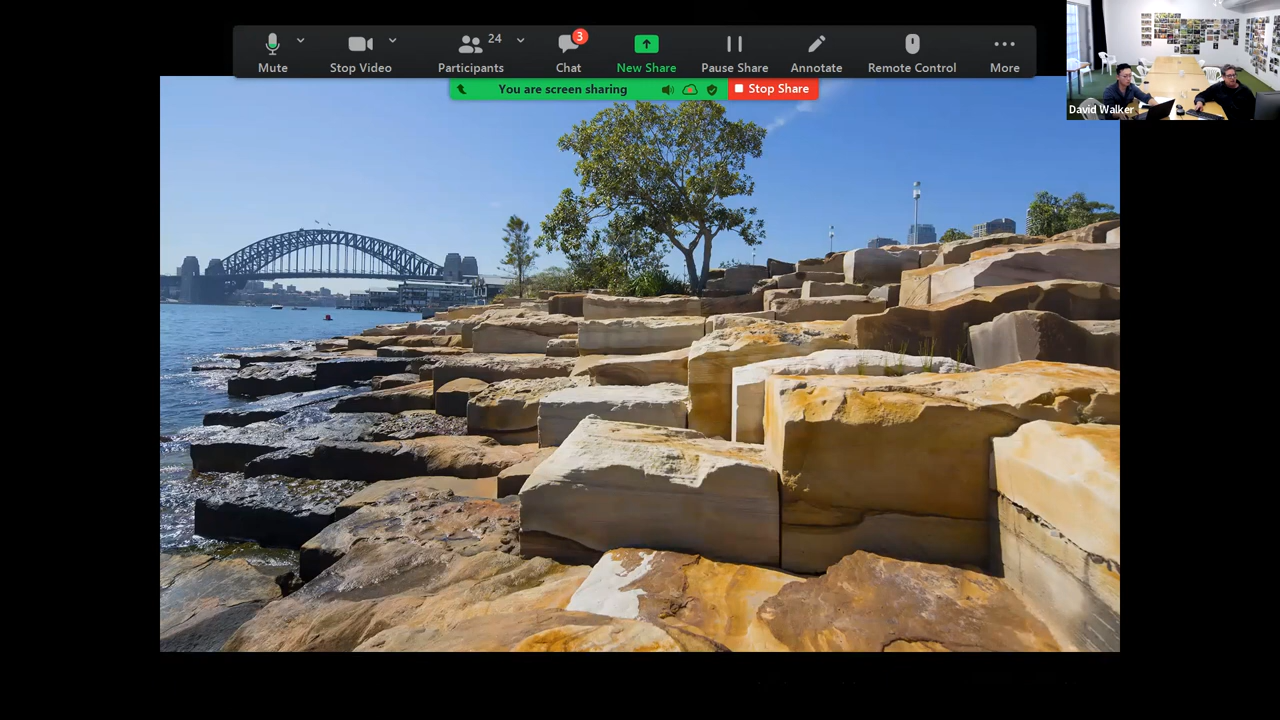 24
3
Mute
Stop Video
Participants
Chat
New Share
Pause Share
Annotate
Remote Control
More
You are screen sharing
Stop Share
David Walker